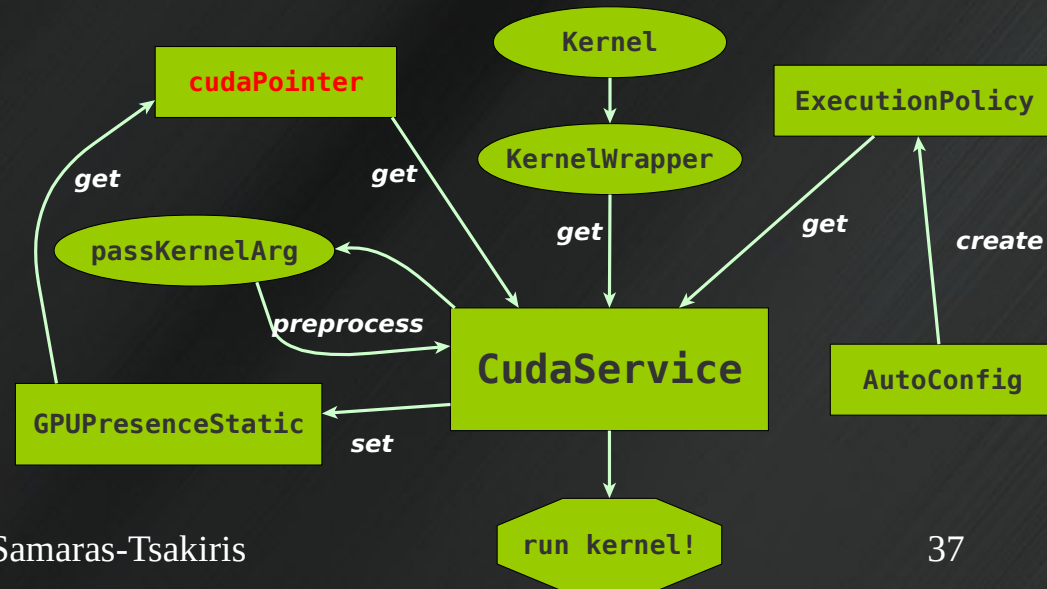 Kernel
cudaPointer
ExecutionPolicy
KernelWrapper
get
get
get
get
create
passKernelArg
preprocess
CudaService
AutoConfig
GPUPresenceStatic
set
run kernel!
Samaras-Tsakiris
37